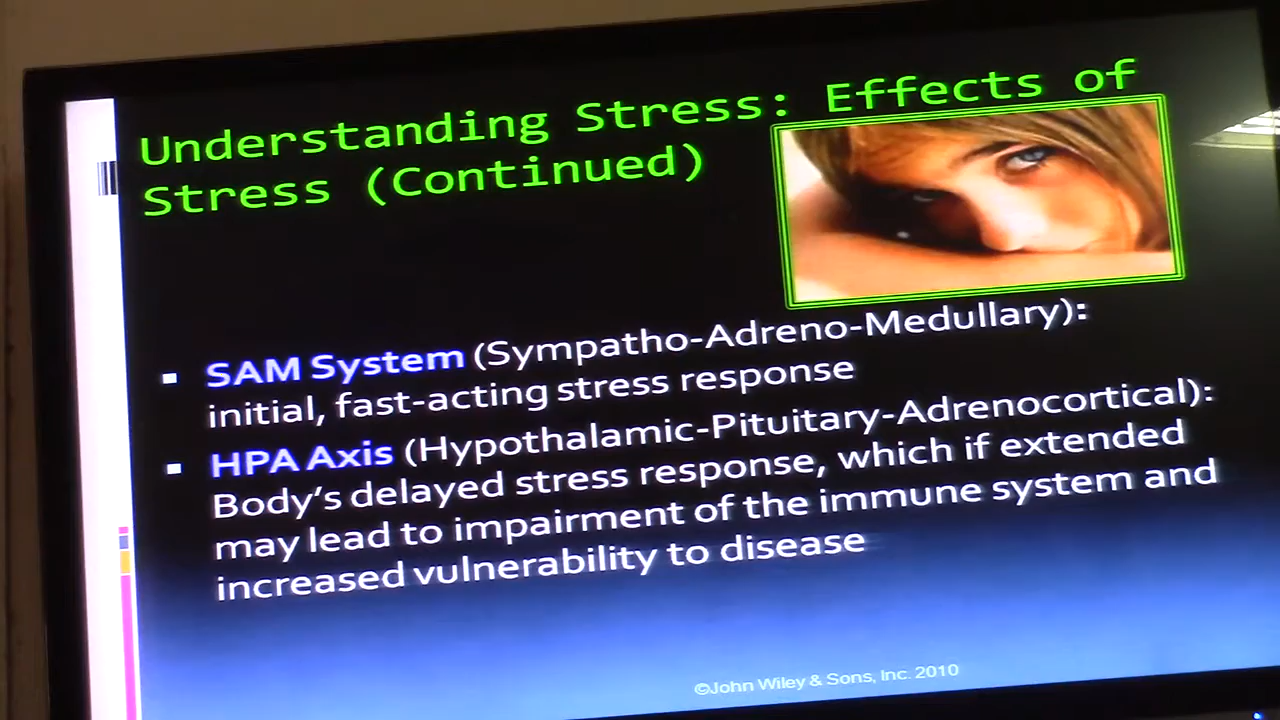 Understanding Stress: Effects of
Stress (Continued)
▪ SAM System (Sympatho-Adreno-Medullary):
initial, fast-acting stress response
▪ HPA Axis (Hypothalamic-Pituitary-Adrenocortical):
Body's delayed stress response, which if extended
may lead to impairment of the immune system and
increased vulnerability to disease
©John Wiley & Sons, Inc. 2010